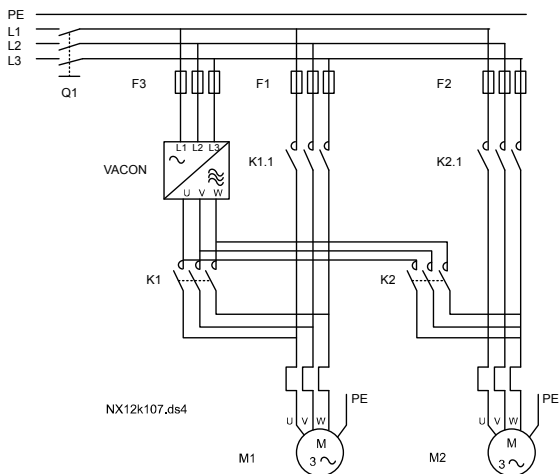 PE
L1
L2
L3
Q1
F3
F1
F2
L1 L2 L3
VACON
U V W
K1.1
K2.1
K1
K2
NX12k107.ds4
U V W
PE
M
3
M1
U V W
PE
M
3
M2